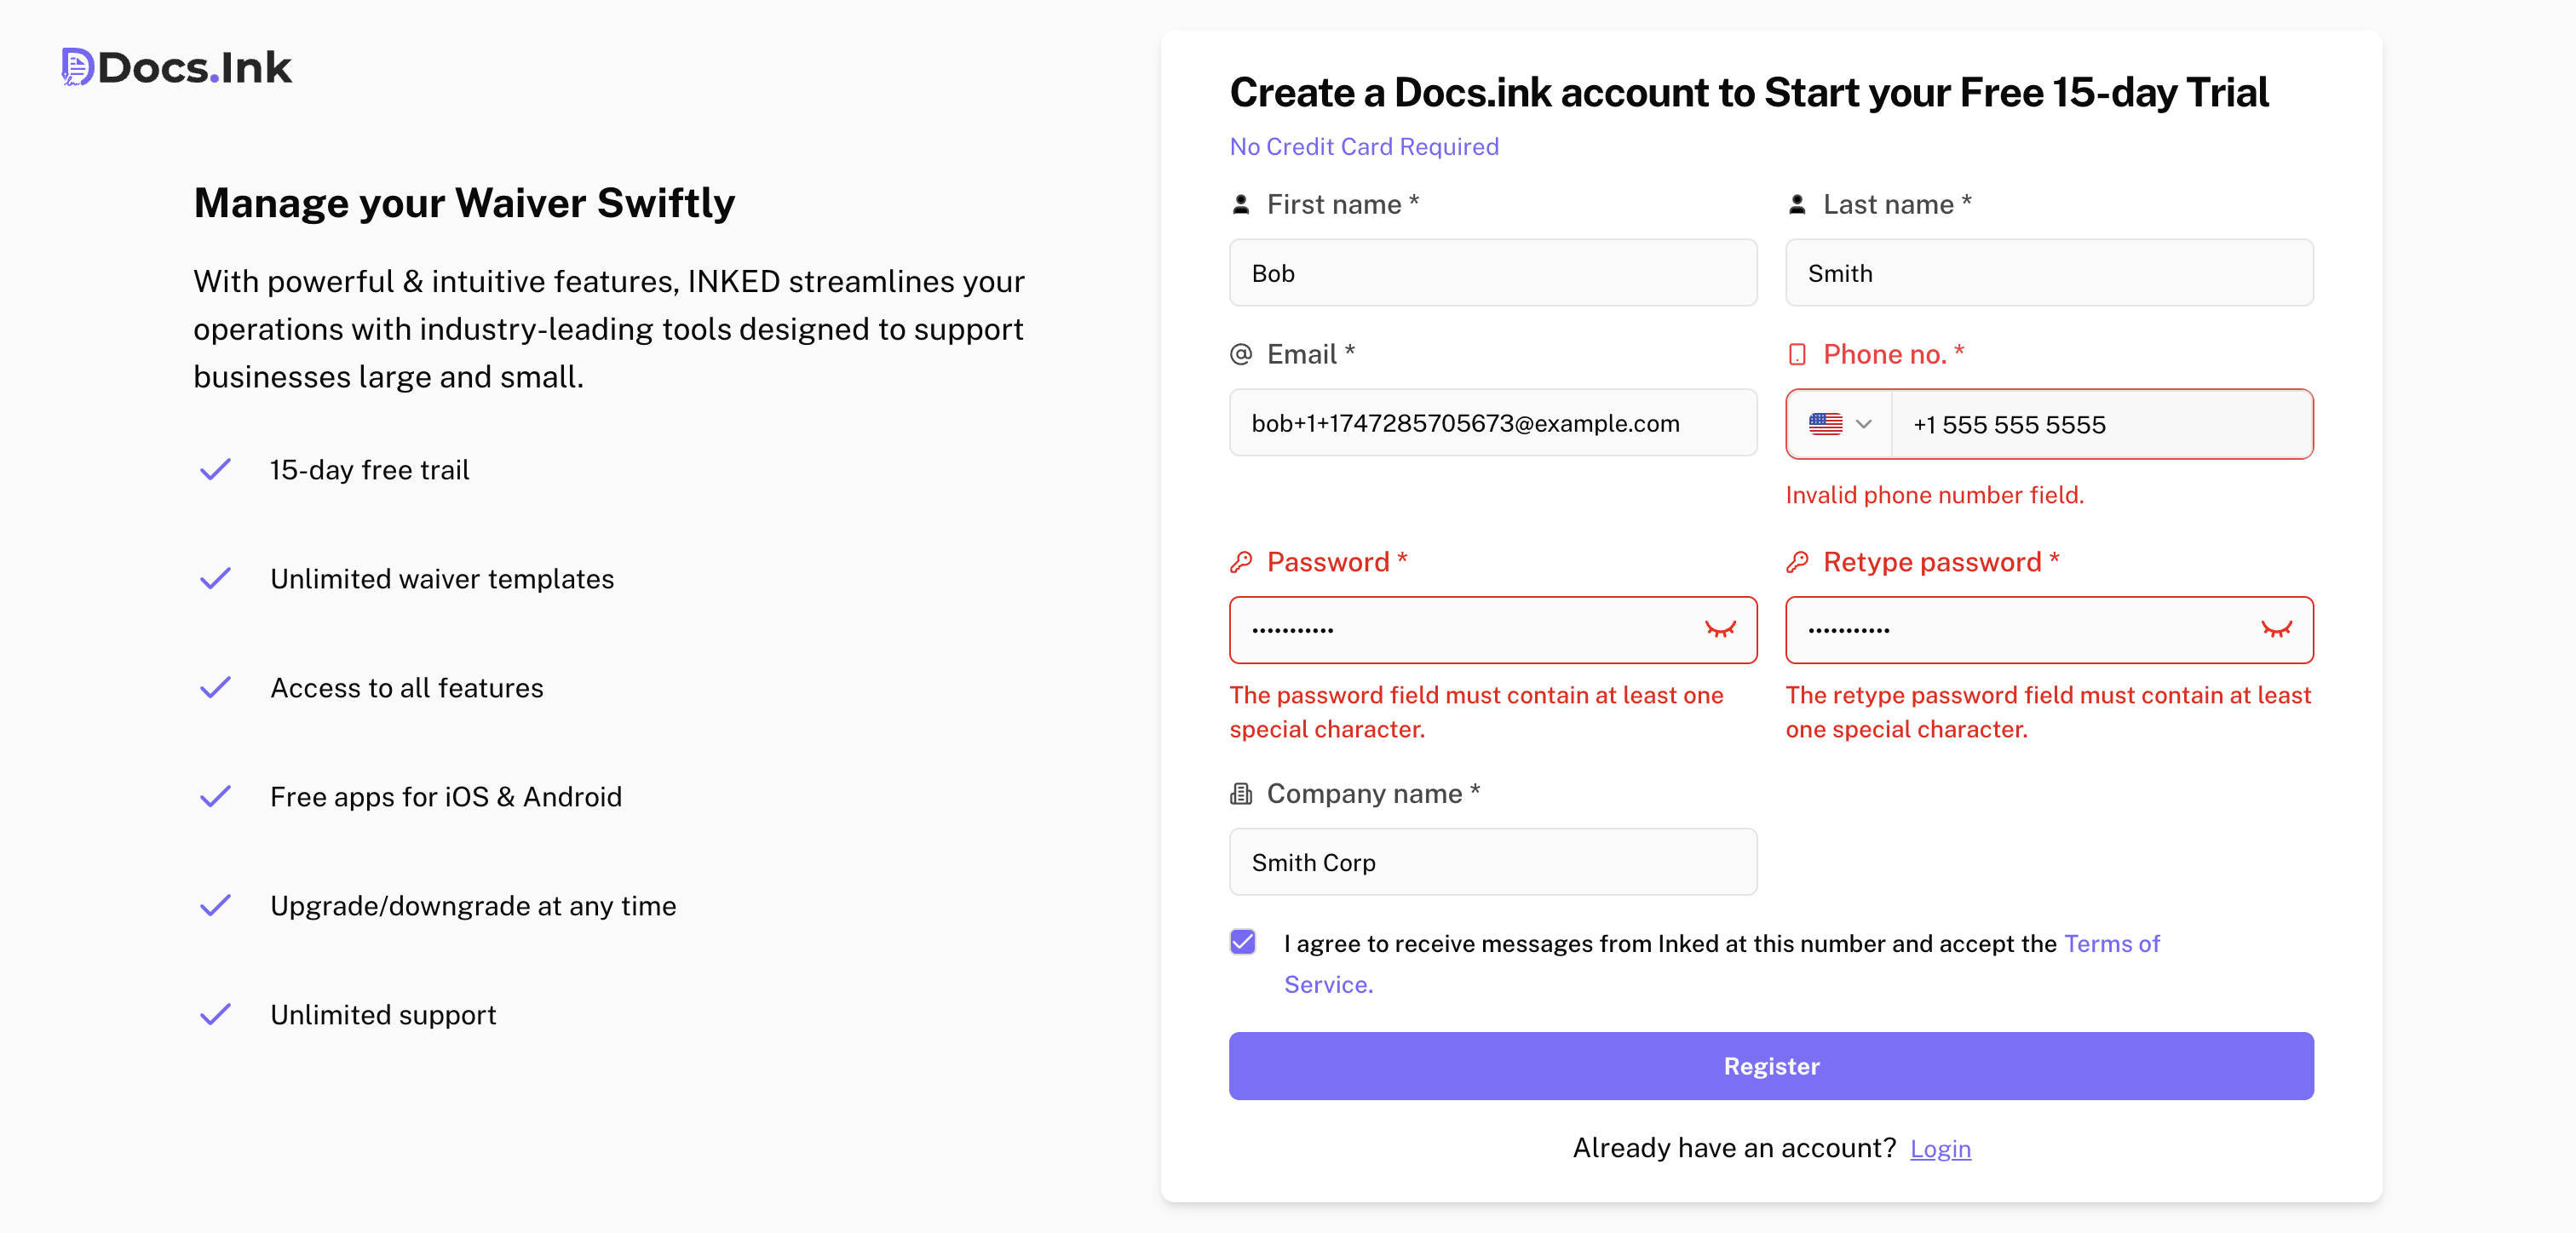 Docs.Ink
Manage your Waiver Swiftly
With powerful & intuitive features, INKED streamlines your
operations with industry-leading tools designed to support
businesses large and small.
15-day free trail
Unlimited waiver templates
Access to all features
Free apps for iOS & Android
Upgrade/downgrade at any time
Unlimited support
Create a Docs.ink account to Start your Free 15-day Trial
No Credit Card Required
First name *
Last name *
Bob
Smith
Email *
Phone no. *
bob+1+1747285705673@example.com
+1 555 555 5555
Invalid phone number field.
Password *
Retype password *
•••••••••••
•••••••••••
The password field must contain at least one
special character.
The retype password field must contain at least
one special character.
Company name *
Smith Corp
I agree to receive messages from Inked at this number and accept the Terms of
Service.
Register
Already have an account? Login